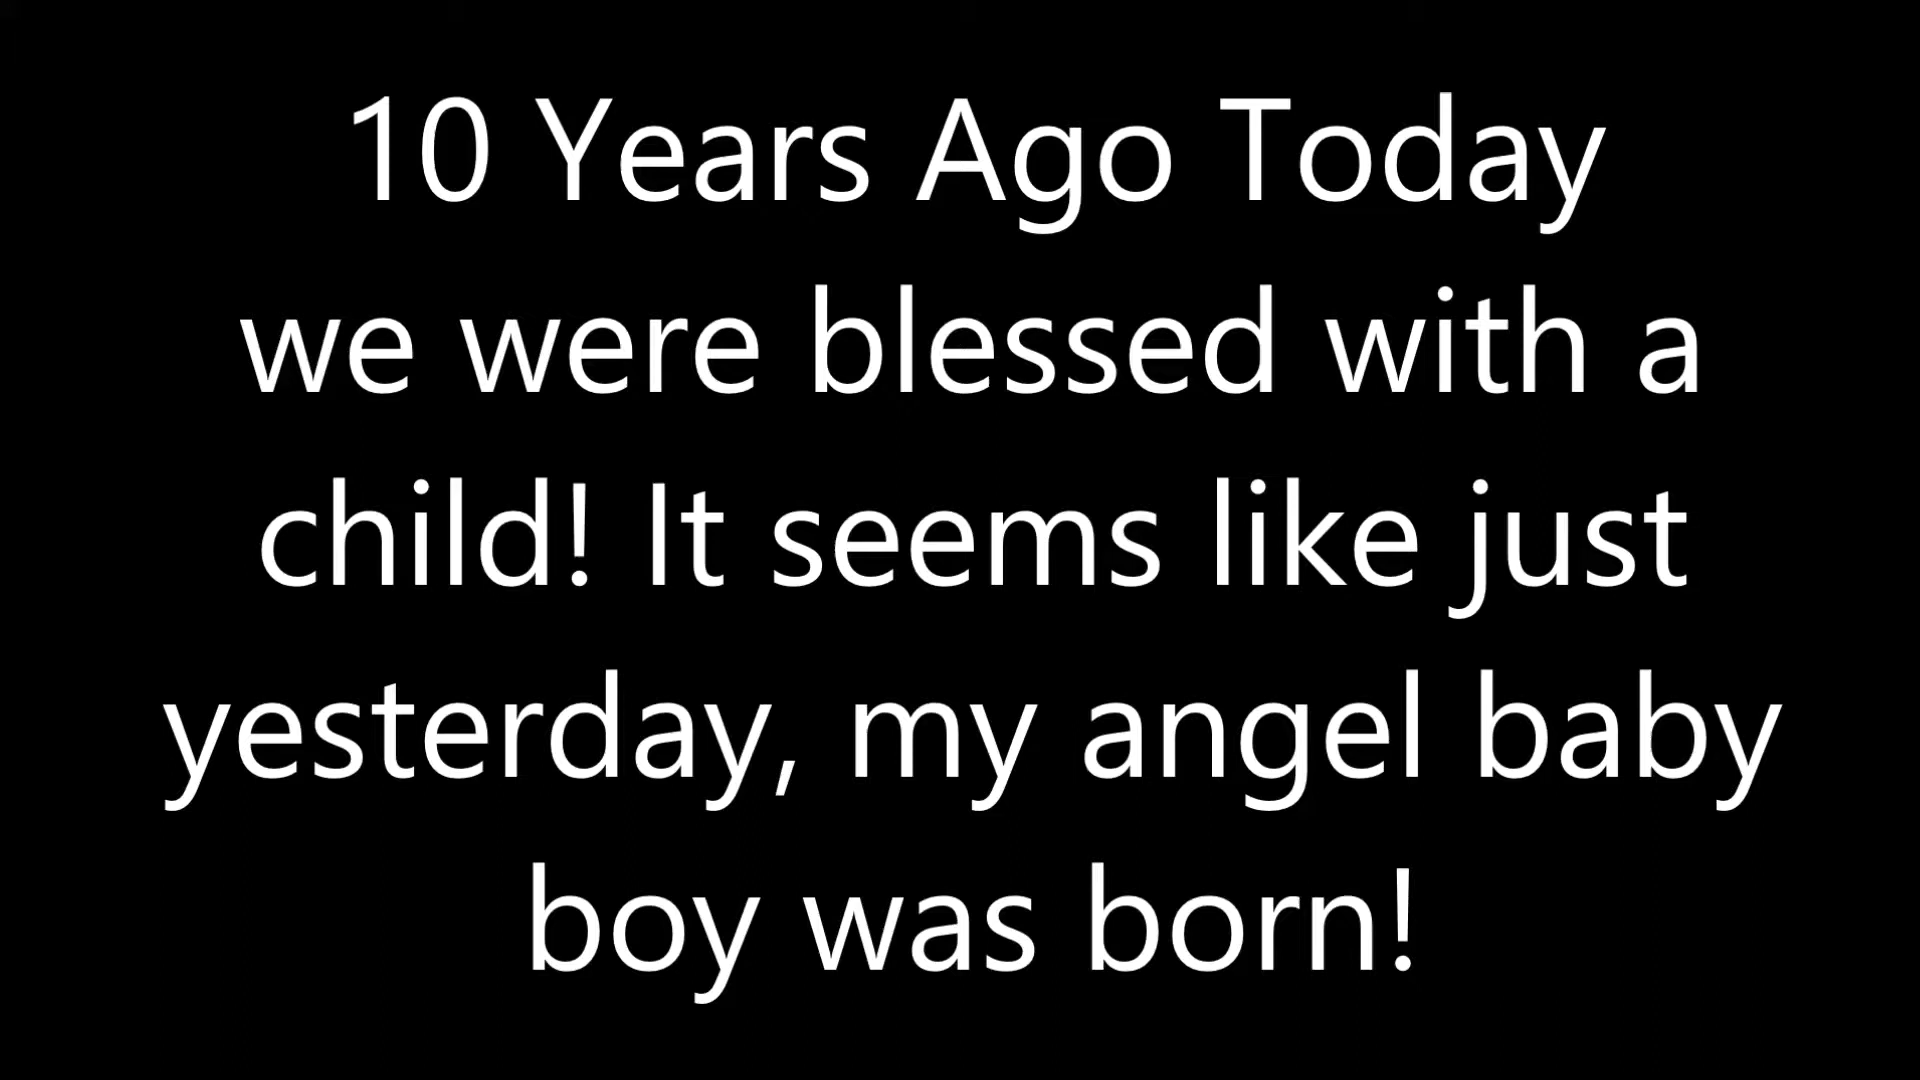 10 Years Ago Today
we were blessed with a
child! It seems like just
yesterday, my angel baby
boy was born!